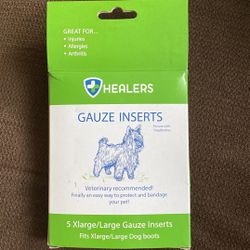 GREAT FOR...
• Injuries
• Allergies
• Arthritis
HEALERS
GAUZE INSERTS
Veterinary recommended!
Finally an easy way to protect and bandage
your pet!
5 Xlarge/Large Gauze Inserts
Fits Xlarge/Large Dog boots